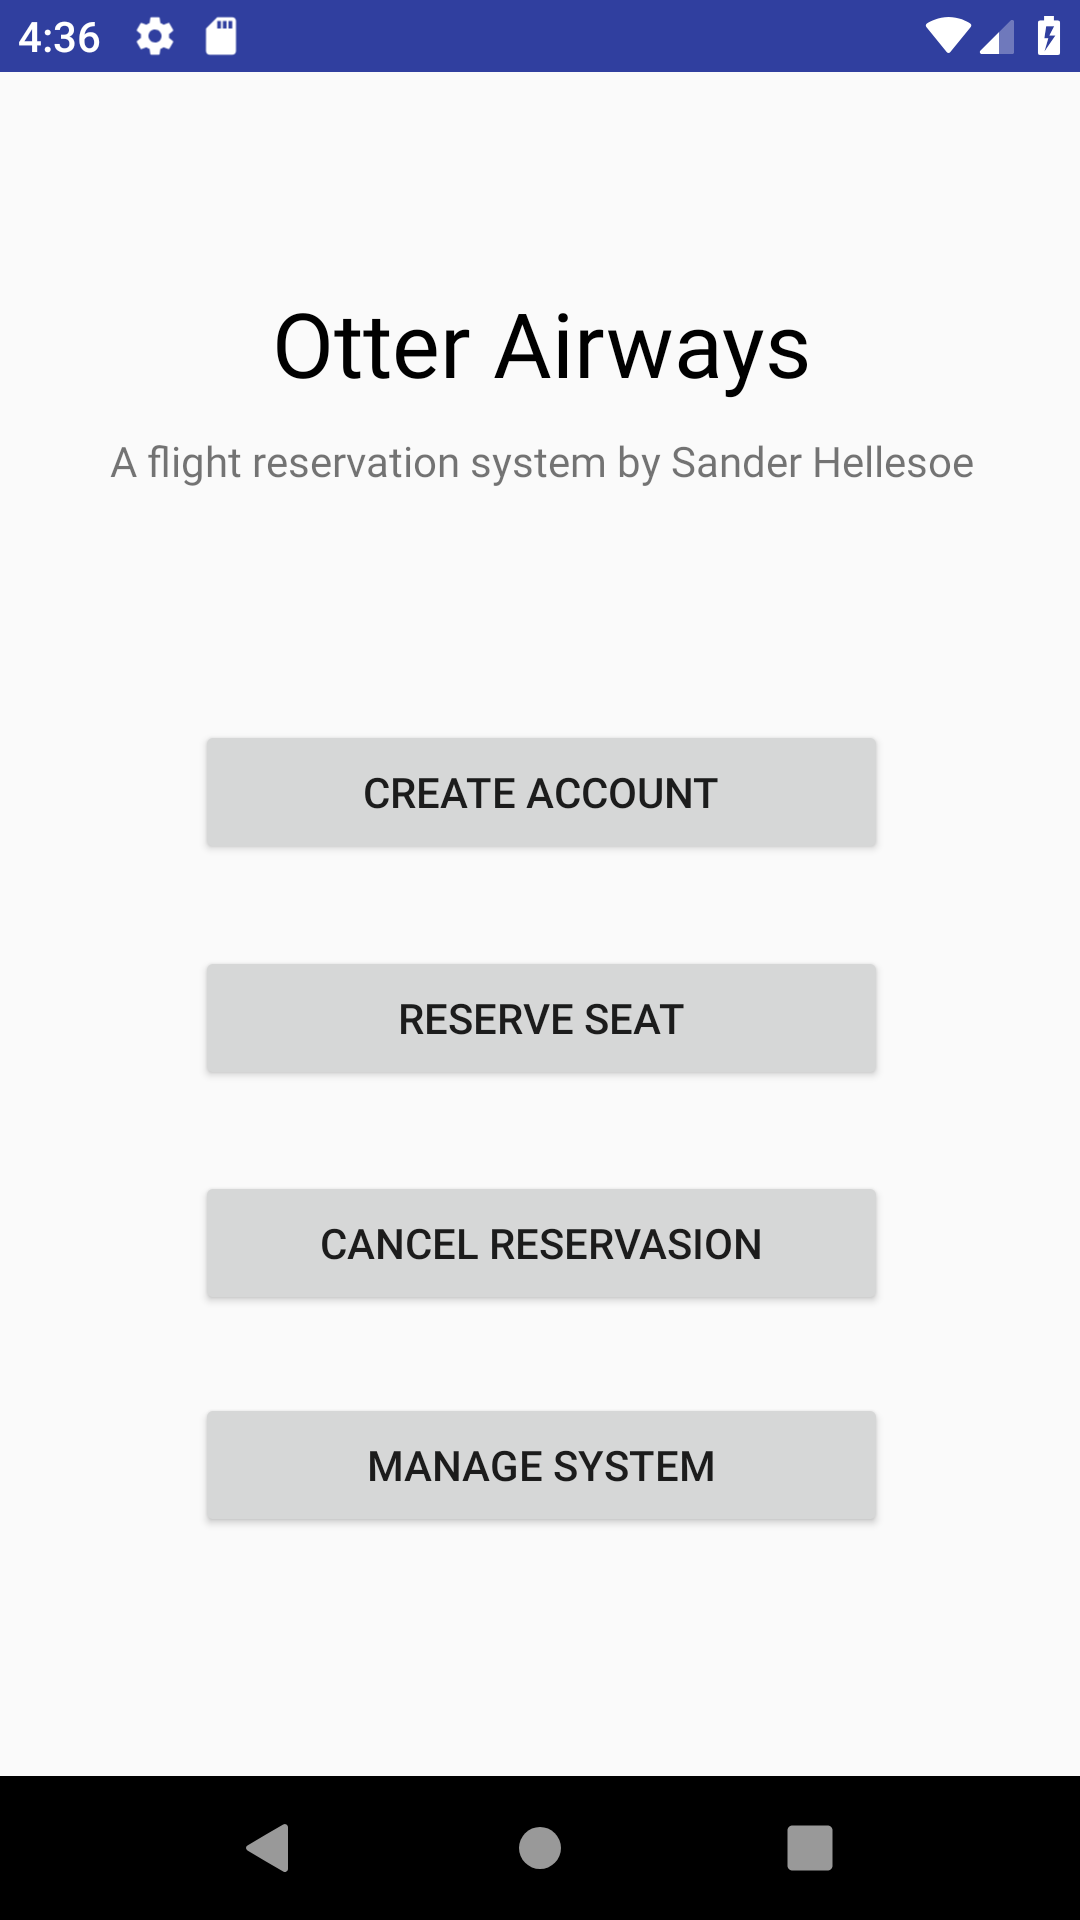 4:36
Otter Airways
A flight reservation system by Sander Hellesoe
CREATE ACCOUNT
RESERVE SEAT
CANCEL RESERVASION
MANAGE SYSTEM